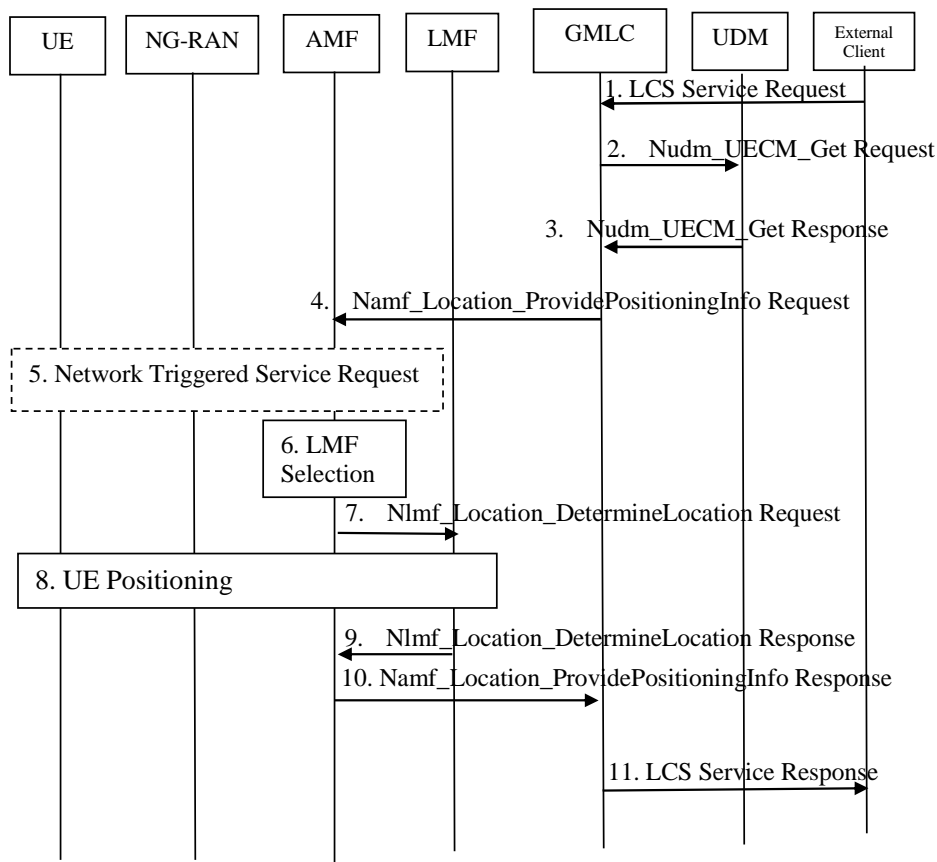 UE
NG-RAN
AMF
LMF
GMLC
UDM
External
Client
1. LCS Service Request
2. Nudm_UECM_Get Request
3. Nudm_UECM_Get Response
4. Namf_Location_ProvidePositioningInfo Request
5. Network Triggered Service Request
6. LMF
Selection
7. Nlmf_Location_DetermineLocation Request
8. UE Positioning
9. Nlmf_Location_DetermineLocation Response
10. Namf_Location_ProvidePositioningInfo Response
11. LCS Service Response